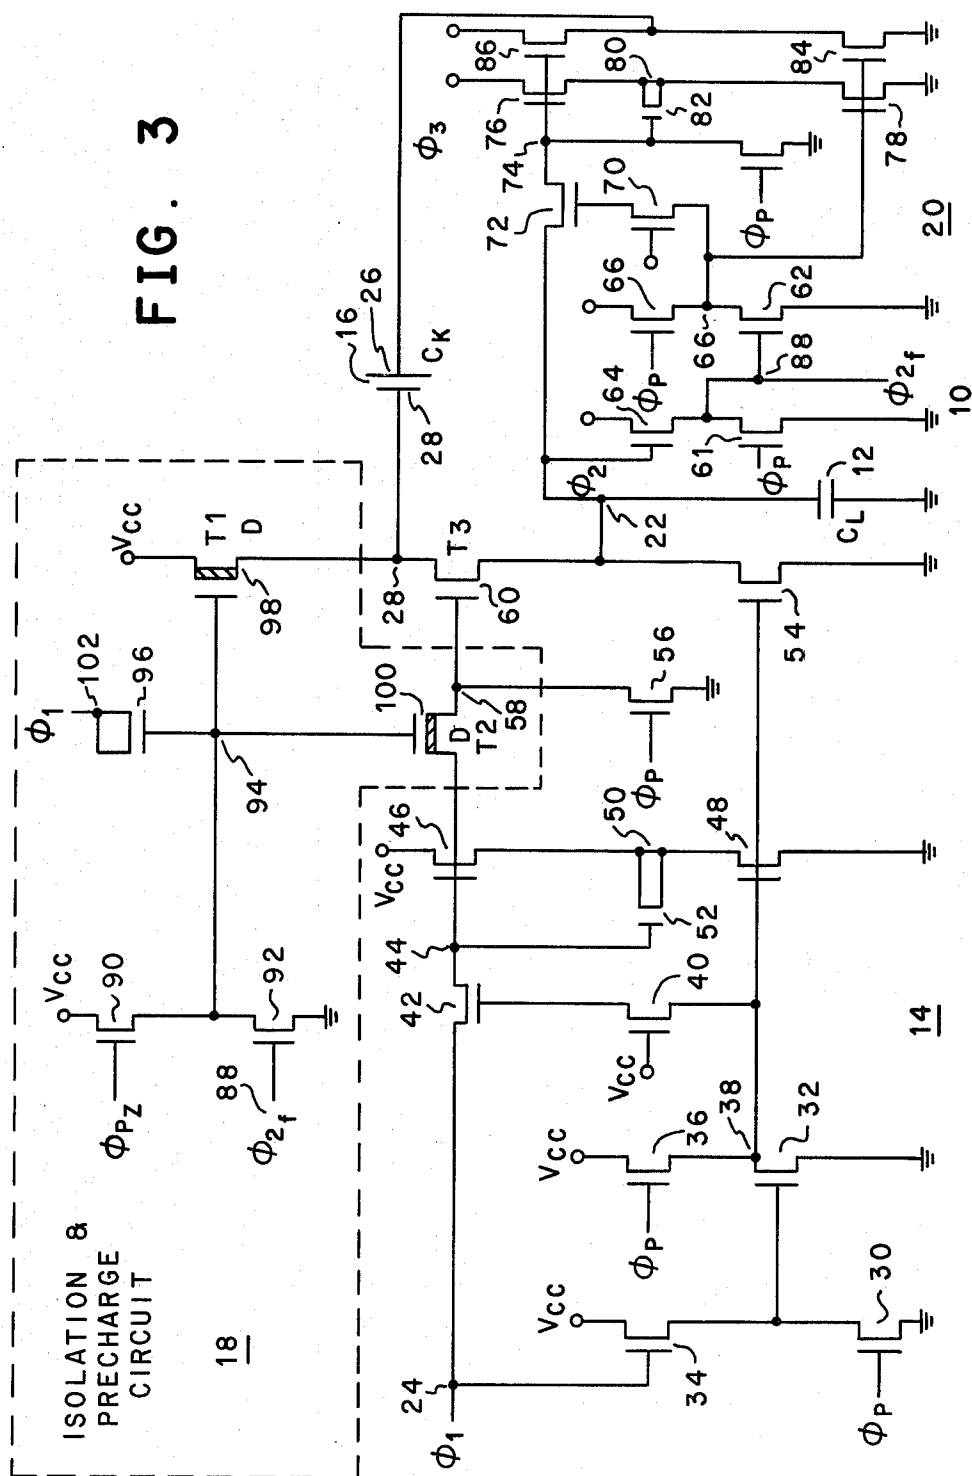 FIG. 3
ISOLATION &
PRECHARGE
CIRCUIT
18
ΦPZ
VCC
90
88
Φ2f
92
94
Φ1
102
96
VCC
T1
D
98
100
D
T2
58
28
T3
60
16
26
28
CK
Φ1
24
VCC
34
ΦP
30
VCC
ΦP
36
38
32
VCC
40
42
44
VCC
46
50
52
48
14
ΦP
56
54
22
CL
12
Φ2
64
61
ΦP
ΦP
66
66
62
88
Φ2f
10
70
72
74
ΦP
20
Φ3
76
80
82
78
86
84